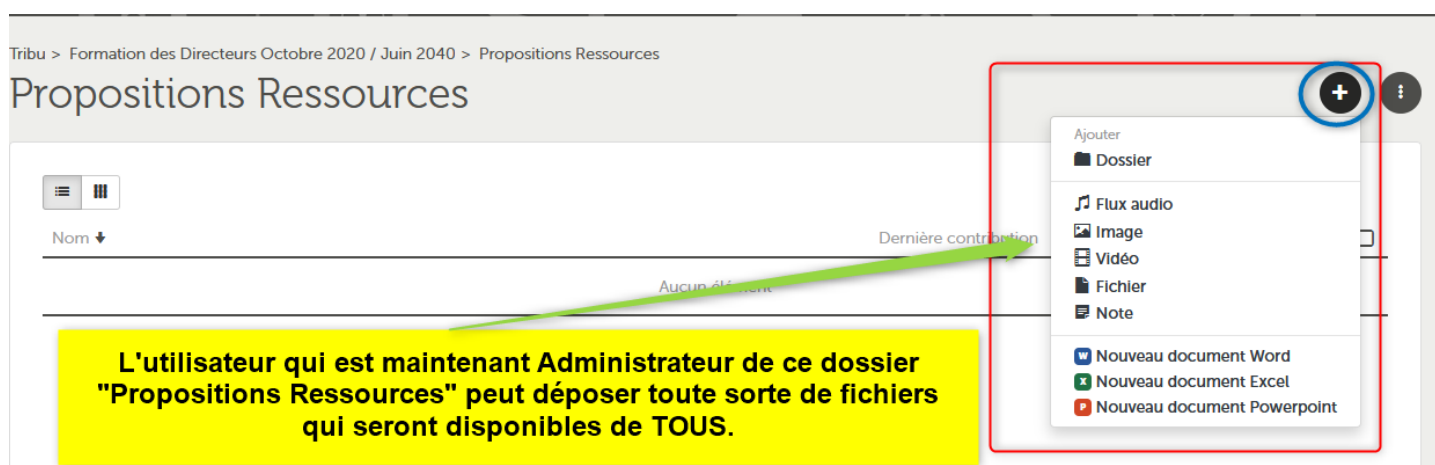 Tribu > Formation des Directeurs Octobre 2020 / Juin 2040 > Propositions Ressources
Propositions Ressources
Ajouter
Dossier
Flux audio
Image
Vidéo
Fichier
Note
Nouveau document Word
Nouveau document Excel
Nouveau document Powerpoint
Nom
Dernière contribution
Aucun élément
L'utilisateur qui est maintenant Administrateur de ce dossier
"Propositions Ressources" peut déposer toute sorte de fichiers
qui seront disponibles de TOUS.